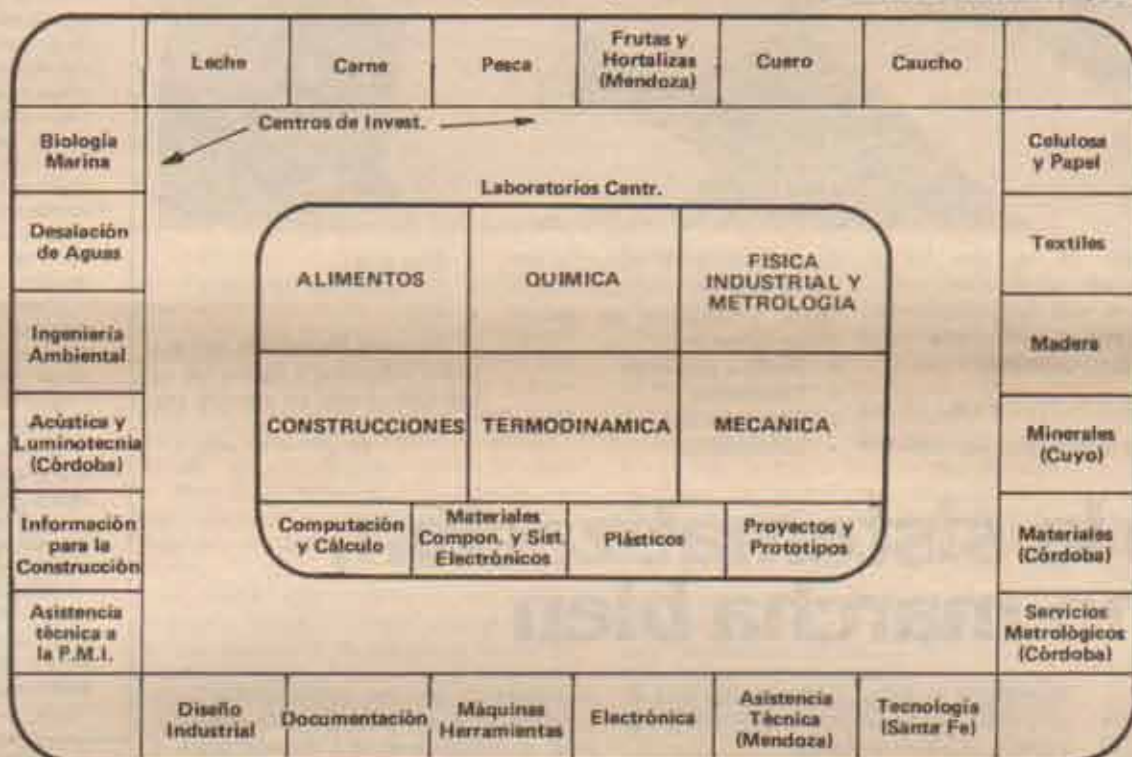 Leche
Carne
Pesca
Frutas y
Hortalizas
(Mendoza)
Cuero
Caucho
Centros de Invest.
Biología
Marina
Desalación
de Aguas
Ingeniería
Ambiental
Acústica y
Luminotecnia
(Córdoba)
Información
para la
Construcción
Asistencia
tècnica a
la P.M.I.
Laboratorios Centr.
ALIMENTOS
QUIMICA
FISICA
INDUSTRIAL Y
METROLOGIA
CONSTRUCCIONES
TERMODINAMICA
MECANICA
Computación
y Cálculo
Materiales
Compon. y Sist.
Electrónicos
Plásticos
Proyectos y
Prototipos
Celulosa
y Papel
Textiles
Madera
Minerales
(Cuyo)
Materiales
(Córdoba)
Servicios
Metrològicos
(Córdoba)
Diseño
Industrial
Documentación
Máquinas
Herramientas
Electrónica
Asistencia
Tècnica
(Mendoza)
Tecnología
(Santa Fe)